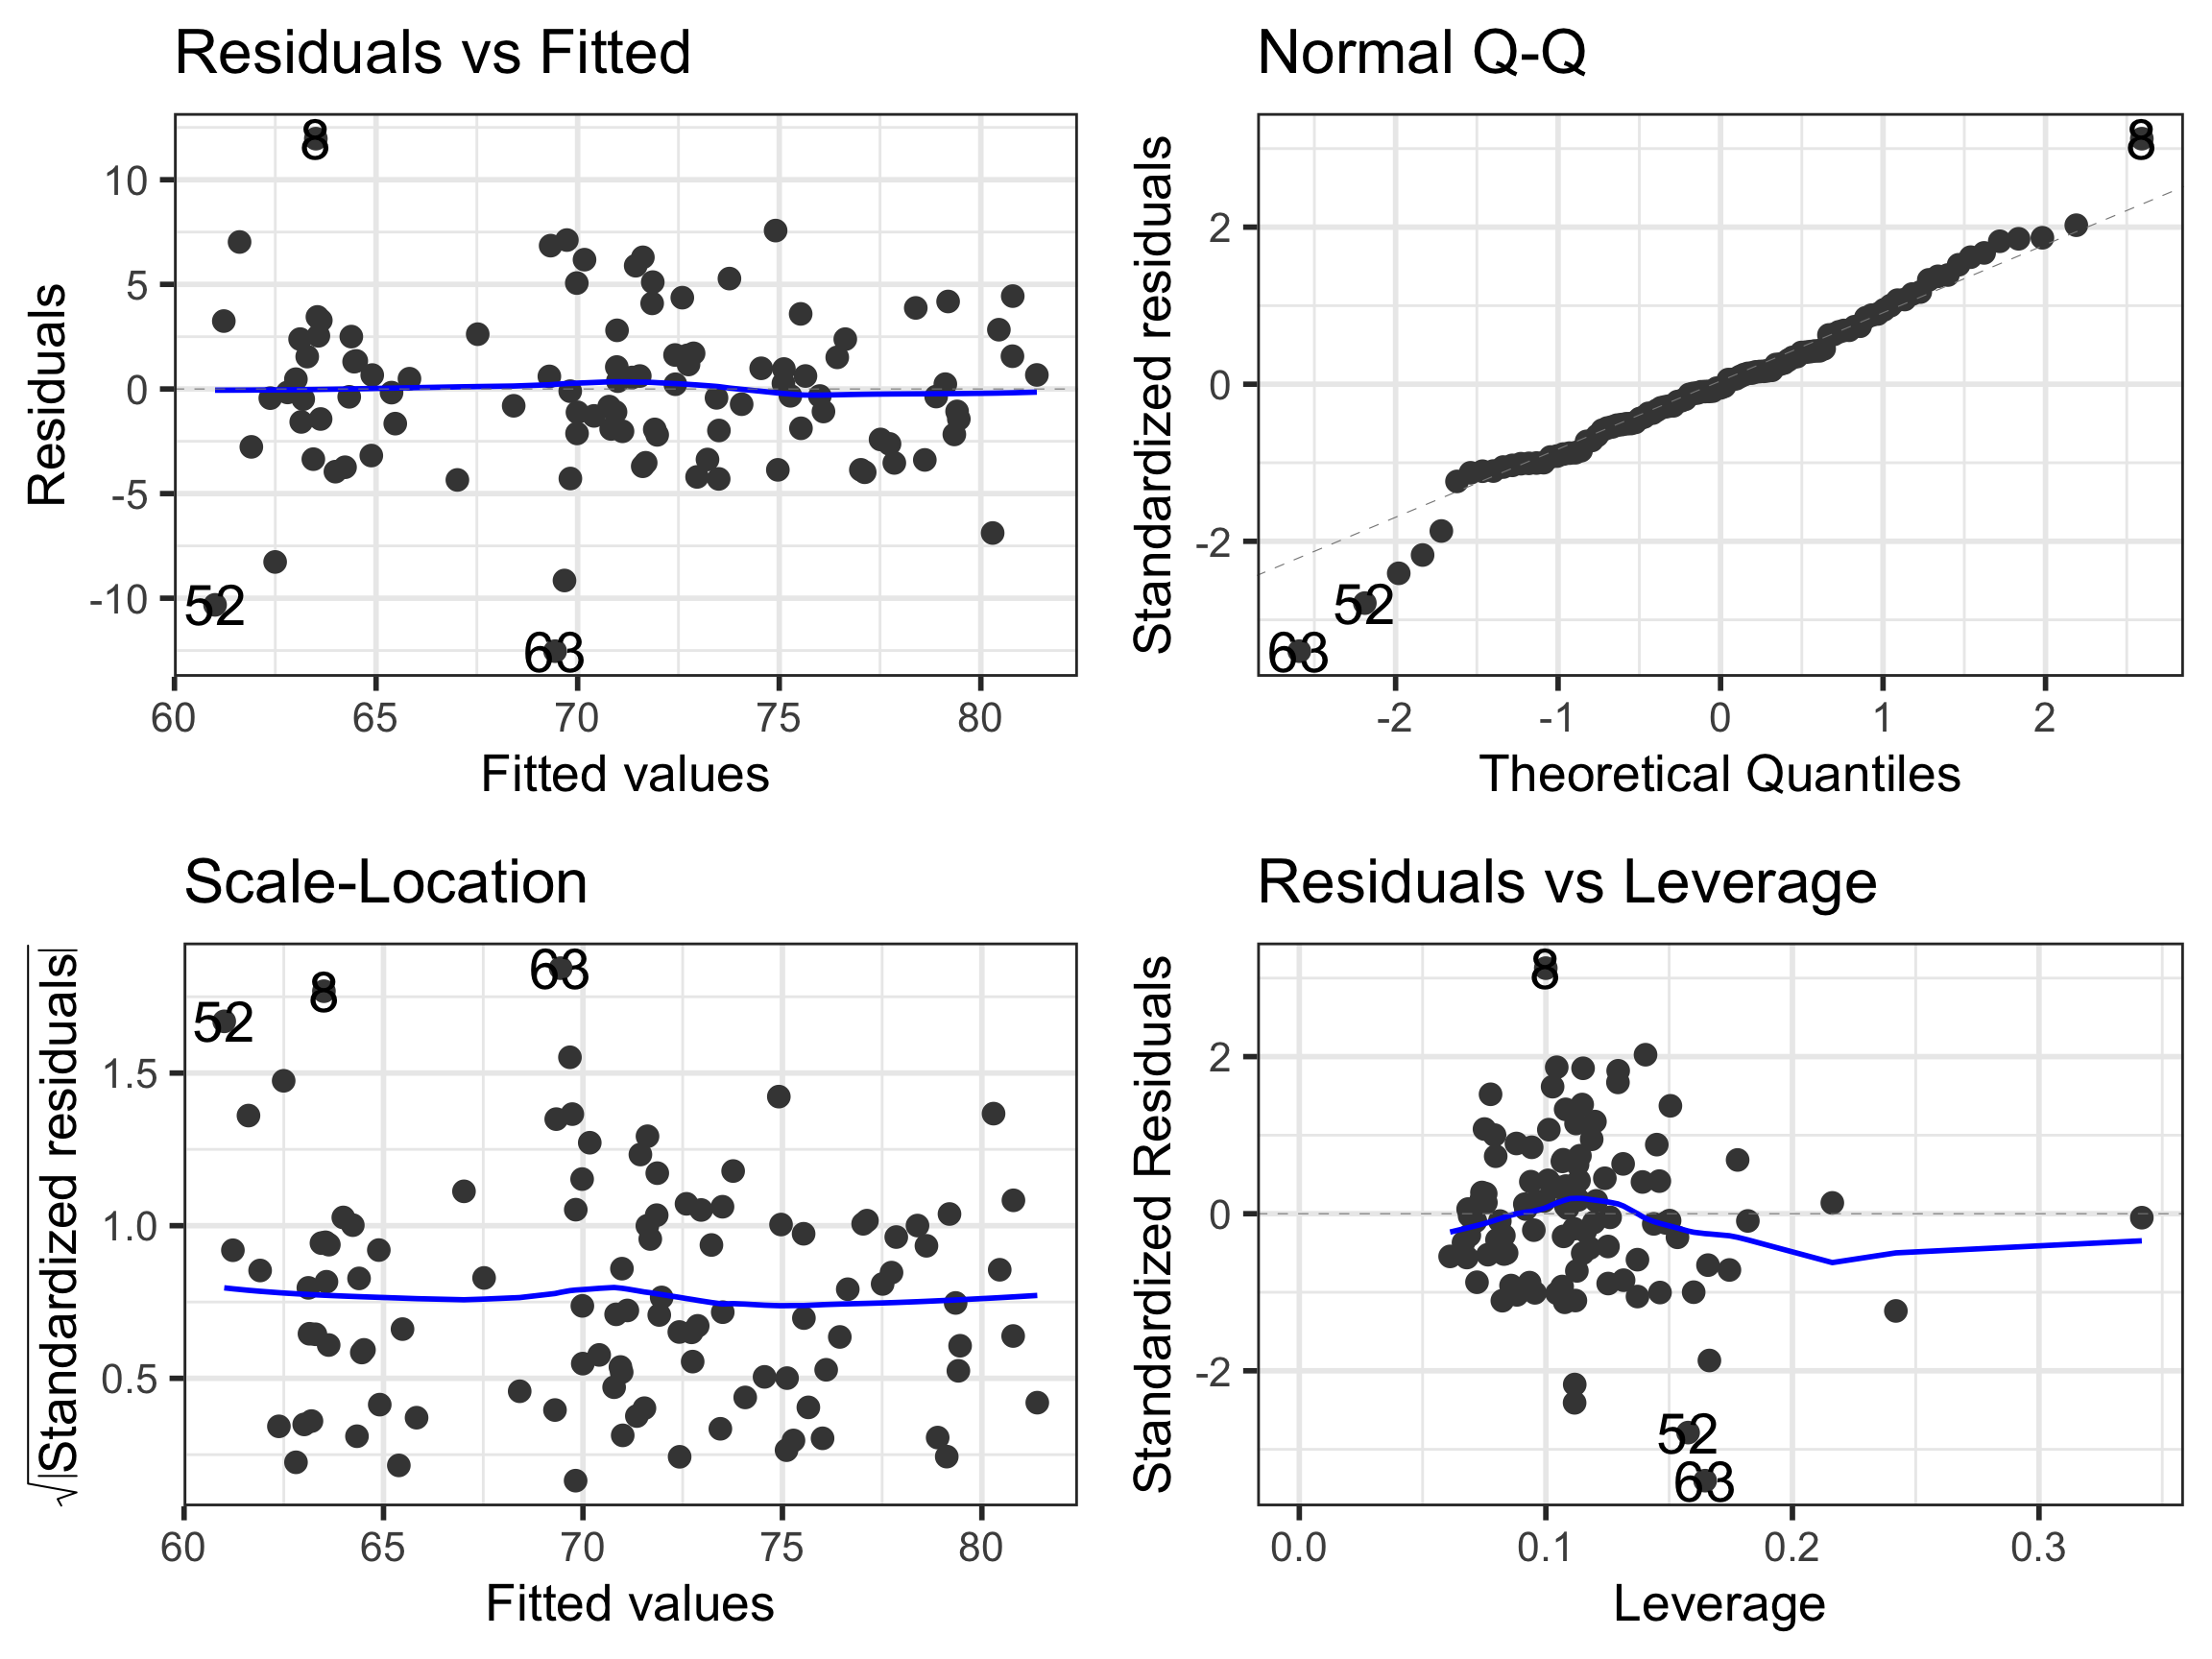 Residuals vs Fitted
Residuals
10
5
0
-5
-10
8
52
63
60 65 70 75 80
Fitted values
Normal Q-Q
Standardized residuals
2
0
-2
8
52
63
-2 -1 0 1 2
Theoretical Quantiles
Scale-Location
√|Standardized residuals|
1.5
1.0
0.5
63
8
52
60 65 70 75 80
Fitted values
Residuals vs Leverage
Standardized Residuals
2
0
-2
8
52
63
0.0 0.1 0.2 0.3
Leverage